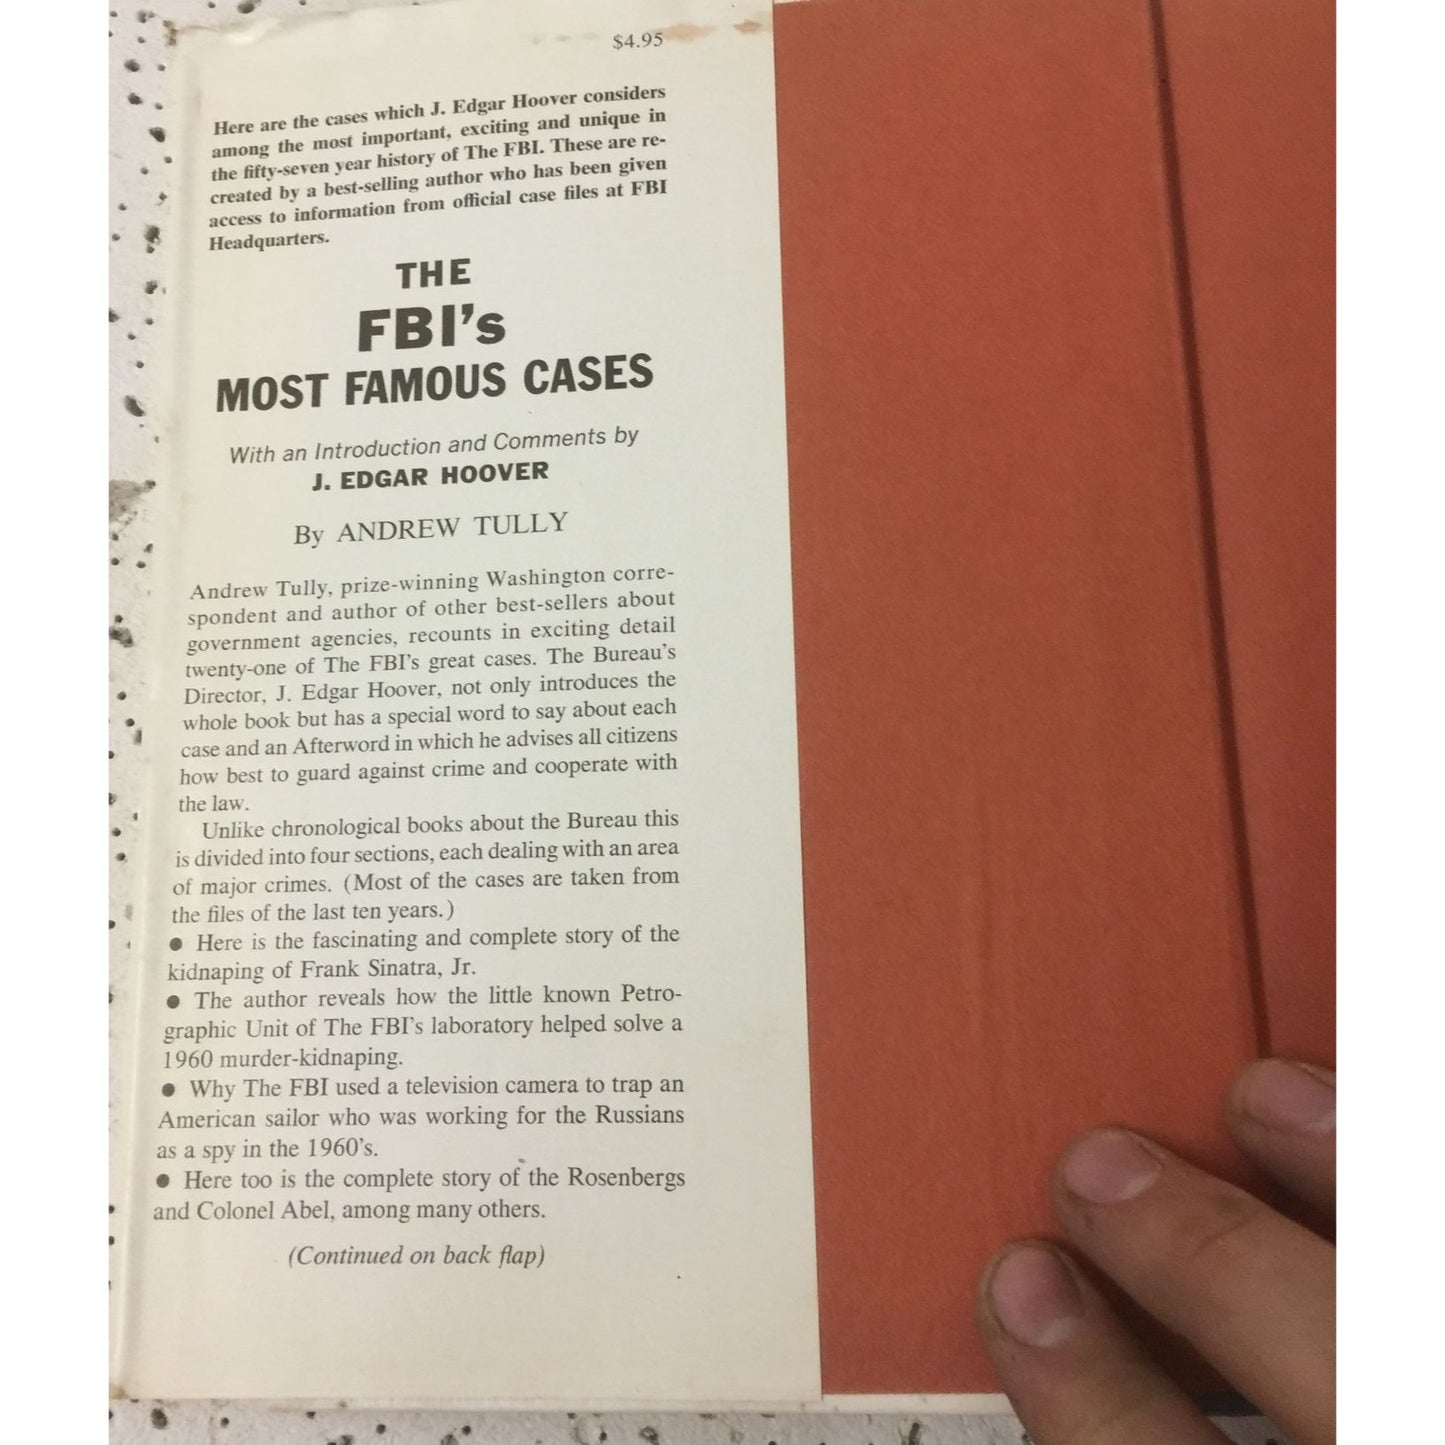 $4.95
Here are the cases which J. Edgar Hoover considers
among the most important, exciting and unique in
the fifty-seven year history of The FBI. These are re-
created by a best-selling author who has been given
access to information from official case files at FBI
Headquarters.
THE
FBI's
MOST FAMOUS CASES
With an Introduction and Comments by
J. EDGAR HOOVER
By ANDREW TULLY
Andrew Tully, prize-winning Washington corre-
spondent and author of other best-sellers about
government agencies, recounts in exciting detail
twenty-one of The FBI's great cases. The Bureau's
Director, J. Edgar Hoover, not only introduces the
whole book but has a special word to say about each
case and an Afterword in which he advises all citizens
how best to guard against crime and cooperate with
the law.
Unlike chronological books about the Bureau this
is divided into four sections, each dealing with an area
of major crimes. (Most of the cases are taken from
the files of the last ten years.)
● Here is the fascinating and complete story of the
kidnaping of Frank Sinatra, Jr.
● The author reveals how the little known Petro-
graphic Unit of The FBI's laboratory helped solve a
1960 murder-kidnaping.
● Why The FBI used a television camera to trap an
American sailor who was working for the Russians
as a spy in the 1960's.
● Here too is the complete story of the Rosenbergs
and Colonel Abel, among many others.
(Continued on back flap)